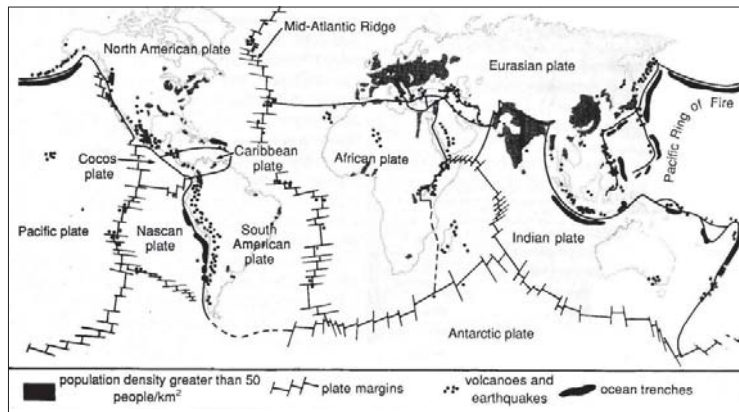 Mid-Atlantic Ridge
North American plate
Eurasian plate
Pacific Ring of Fire
Caribbean
plate
African plate
Cocos
plate
Pacific plate
Nascan
plate
South
American
plate
Indian plate
Antarctic plate
population density greater than 50
people/km²
plate margins
volcanoes and
earthquakes
ocean trenches